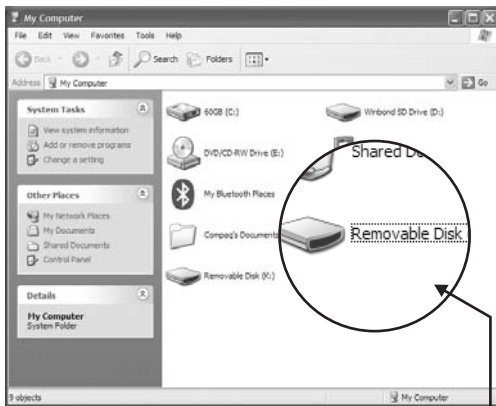 My Computer
File Edit View Favorites Tools Help
Back Search Folders
Address My Computer Go
System Tasks
View system information
Add or remove programs
Change a setting
Other Places
My Network Places
My Documents
Shared Documents
Control Panel
Details
My Computer
System Folder
60GB (C:) Winbond SD Drive (D:)
DVD/CD-RW Drive (E:) Shared Do
My Bluetooth Places
Compaq's Documents Removable Disk
Removable Disk (K:)
9 objects My Computer